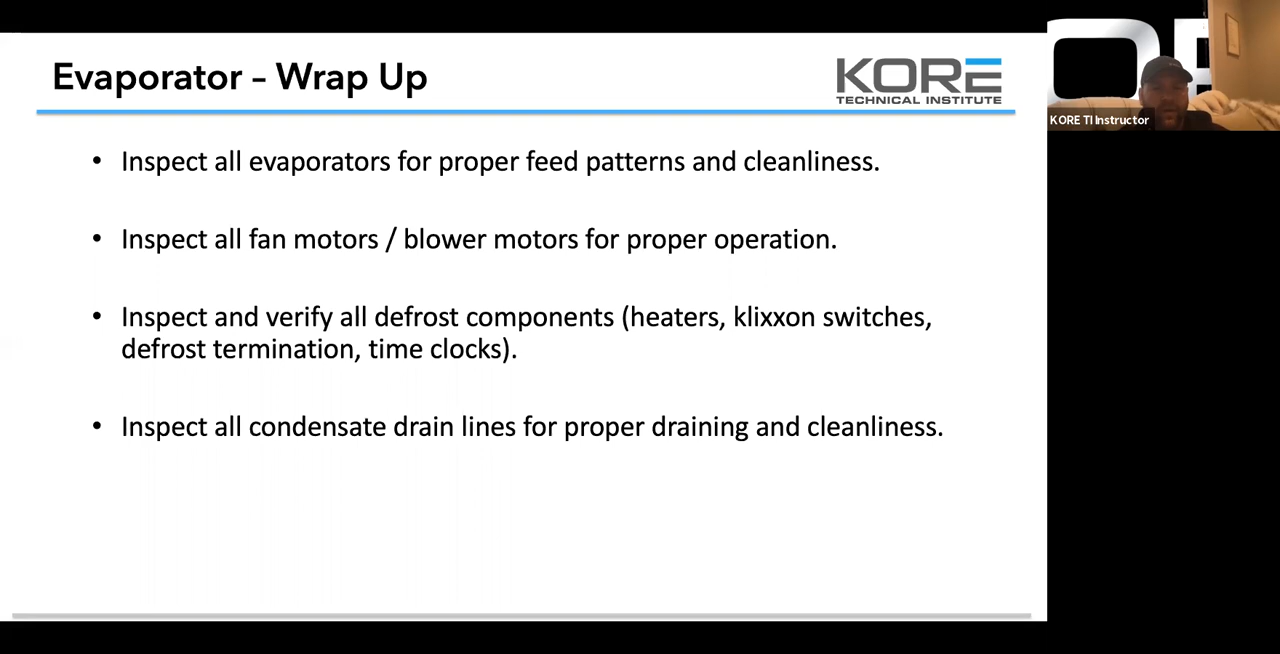 Evaporator – Wrap Up
KORE
TECHNICAL INSTITUTE
KORE TI Instructor
• Inspect all evaporators for proper feed patterns and cleanliness.
• Inspect all fan motors / blower motors for proper operation.
• Inspect and verify all defrost components (heaters, klixxon switches,
defrost termination, time clocks).
• Inspect all condensate drain lines for proper draining and cleanliness.